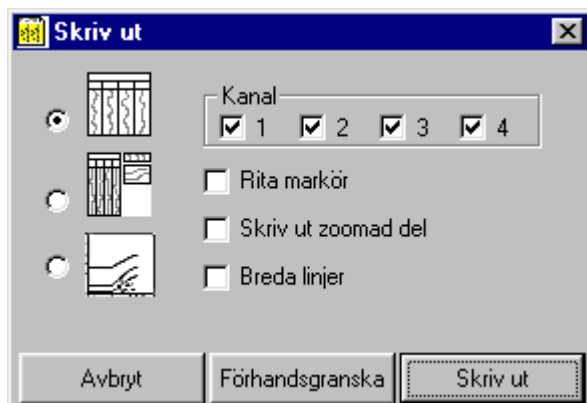 Skriv ut
Kanal
1 2 3 4
Rita markör
Skriv ut zoomad del
Breda linjer
Avbryt Förhandsgranska Skriv ut